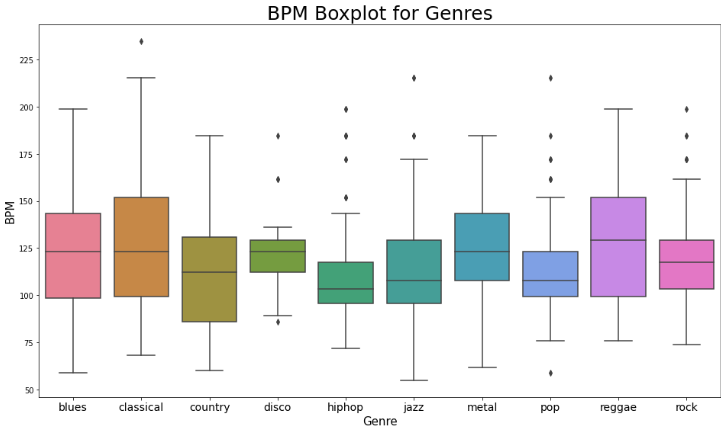 BPM Boxplot for Genres
BPM
225
200
175
150
125
100
75
50
blues classical country disco hiphop jazz metal pop reggae rock
Genre